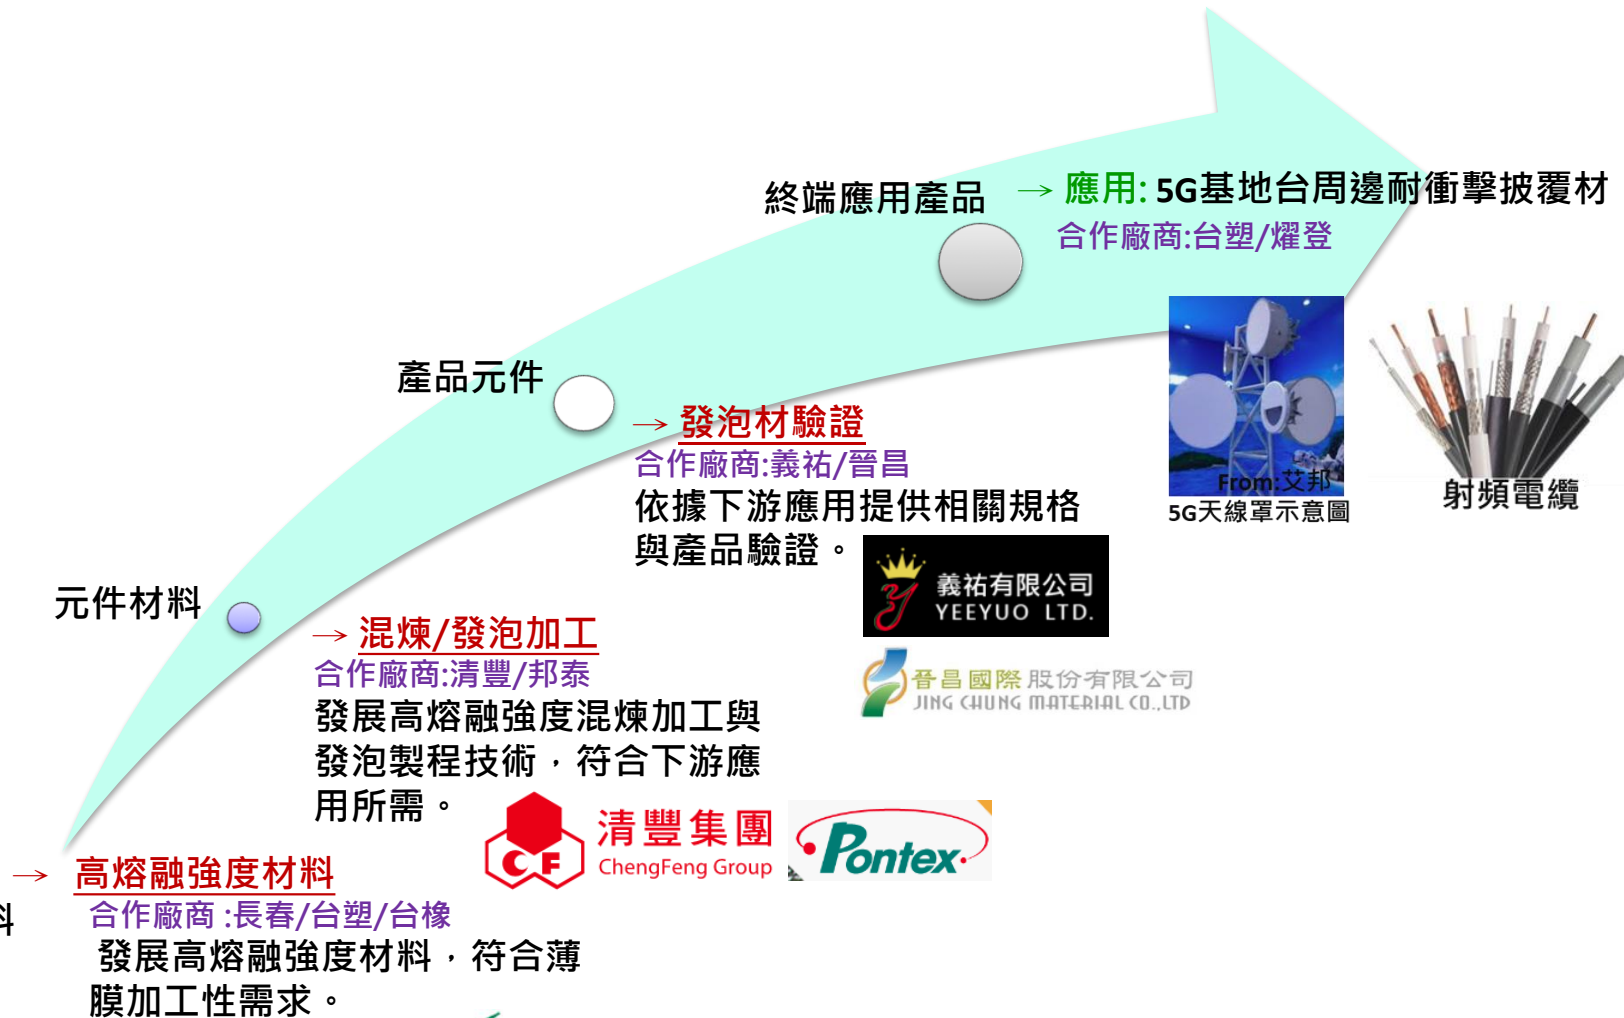 終端應用產品
→ 應用: 5G基地台周邊耐衝擊披覆材
合作廠商:台塑/燿登
From:艾邦
5G天線罩示意圖
射頻電纜
產品元件
→ 發泡材驗證
合作廠商:義祐/晉昌
依據下游應用提供相關規格
與產品驗證。
義祐有限公司
YEEYUO LTD.
晉昌國際股份有限公司
JING CHUNG MATERIAL CO.,LTD
元件材料
→ 混煉/發泡加工
合作廠商:清豐/邦泰
發展高熔融強度混煉加工與
發泡製程技術，符合下游應
用所需。
CF
清豐集團
ChengFeng Group
Pontex
→ 高熔融強度材料
料
合作廠商:長春/台塑/台橡
發展高熔融強度材料，符合薄
膜加工性需求。